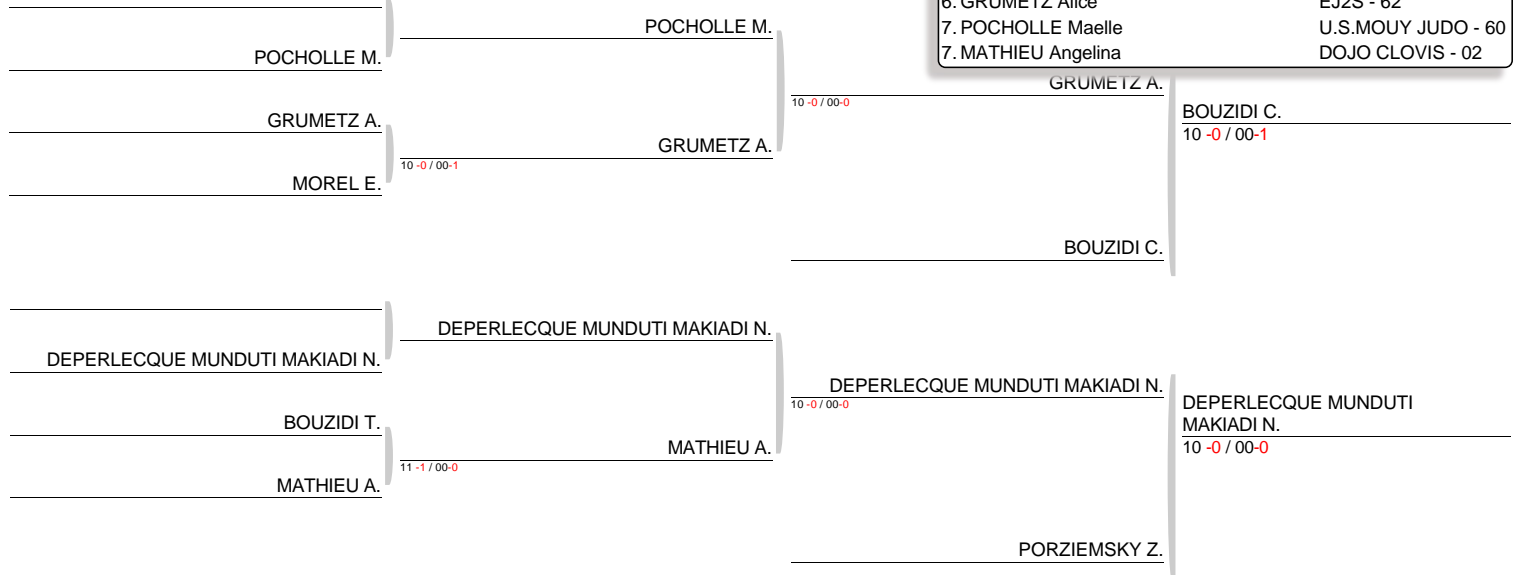 6. GRUMETZ Alice EJ2S - 62
7. POCHOLLE Maelle U.S.MOUY JUDO - 60
7. MATHIEU Angelina DOJO CLOVIS - 02
POCHOLLE M.
GRUMETZ A.
MOREL E.
DEPERLECQUE MUNDUTI MAKIADI N.
BOUZIDI T.
MATHIEU A.
POCHOLLE M.
GRUMETZ A.
10 -0 / 00-1
DEPERLECQUE MUNDUTI MAKIADI N.
MATHIEU A.
11 -1 / 00-0
GRUMETZ A.
10 -0 / 00-0
BOUZIDI C.
DEPERLECQUE MUNDUTI MAKIADI N.
10 -0 / 00-0
PORZIEMSKY Z.
BOUZIDI C.
10 -0 / 00-1
DEPERLECQUE MUNDUTI
MAKIADI N.
10 -0 / 00-0